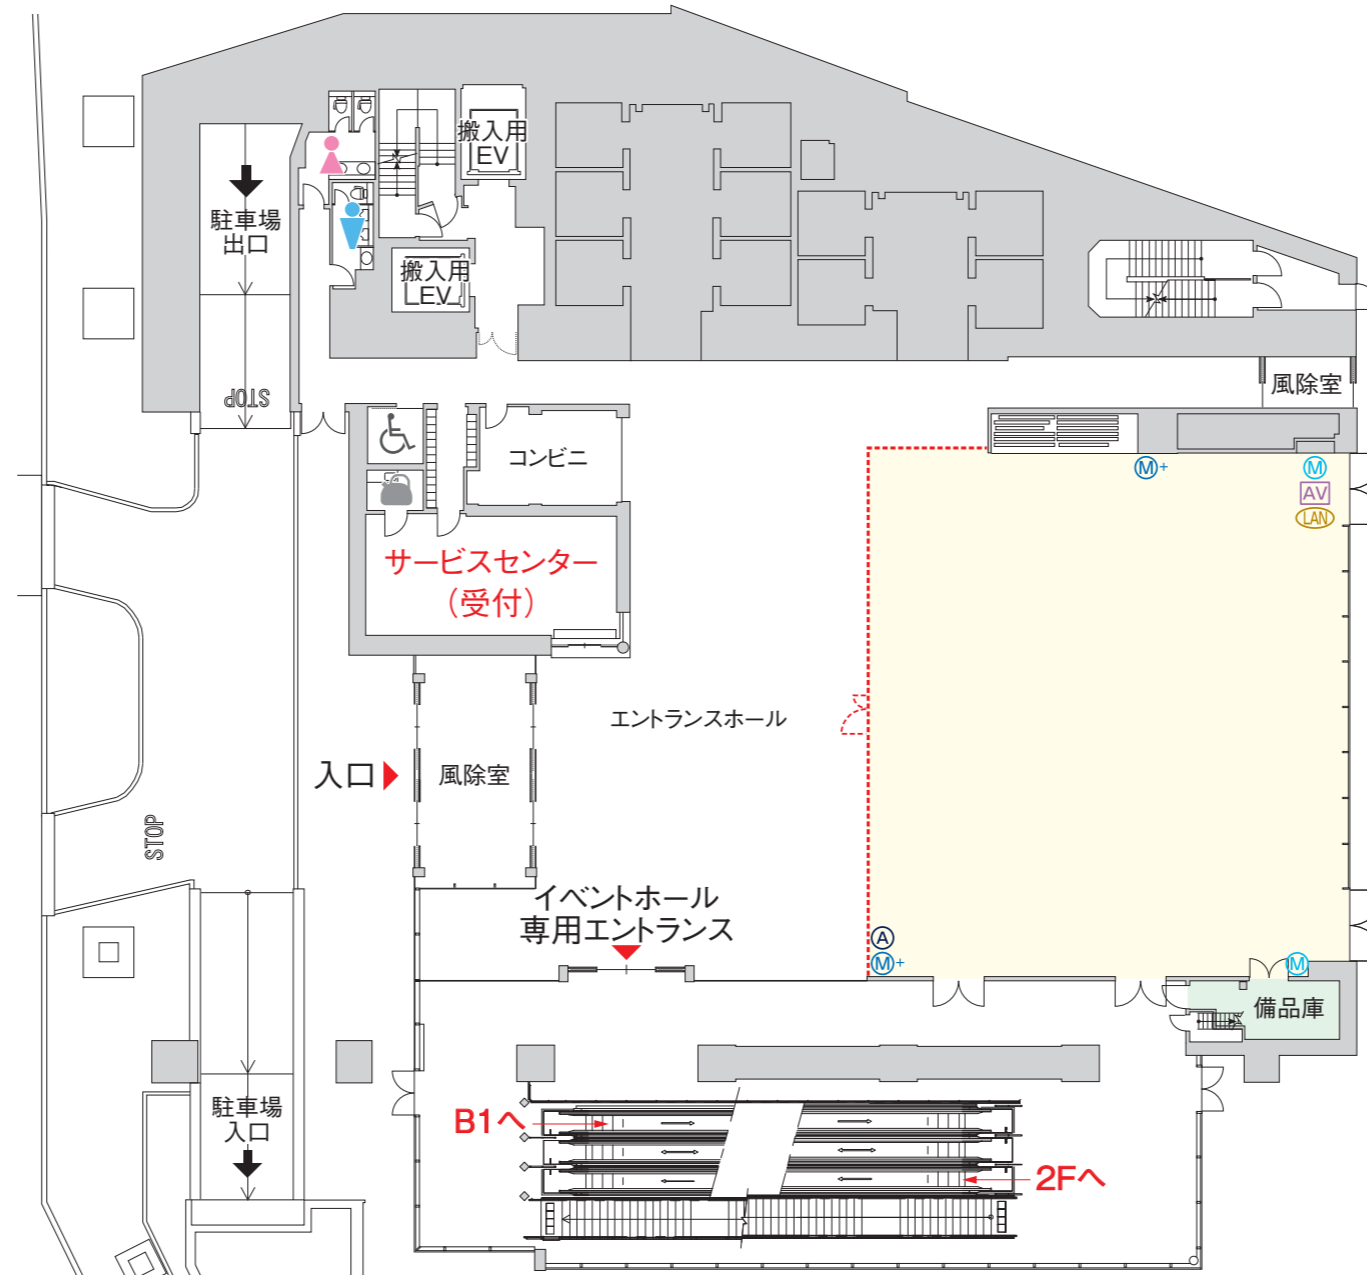 搬入用
EV
駐車場
出口
搬入用
EV
STOP
風除室
コンビニ
M+
M
AV
LAN
サービスセンター
（受付）
エントランスホール
入口
風除室
STOP
イベントホール
専用エントランス
A
M+
M
備品庫
駐車場
入口
B1へ
2Fへ